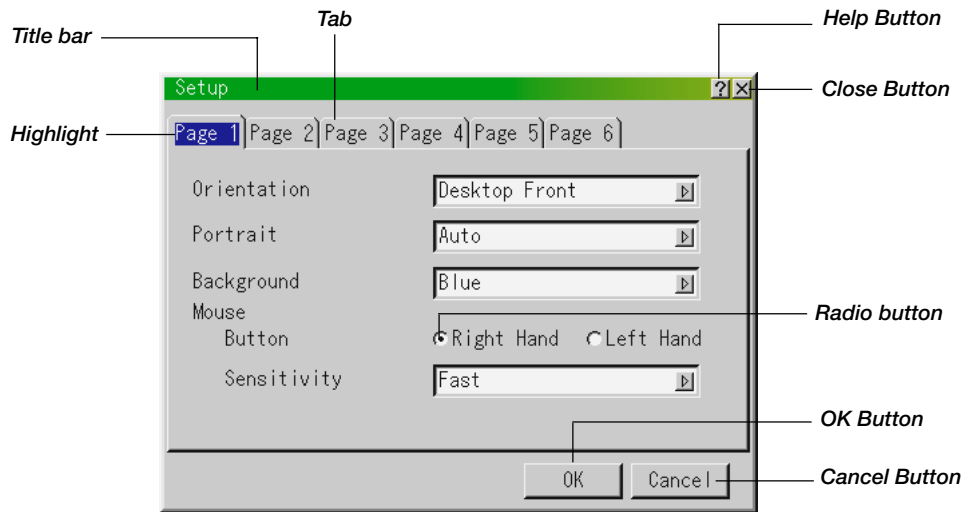 Title bar
Tab
Help Button
Setup
?
Close Button
Highlight
Page 1 Page 2 Page 3 Page 4 Page 5 Page 6
Orientation Desktop Front
Portrait Auto
Background Blue
Mouse
Button Right Hand Left Hand
Radio button
Sensitivity Fast
OK Button
OK Cancel
Cancel Button